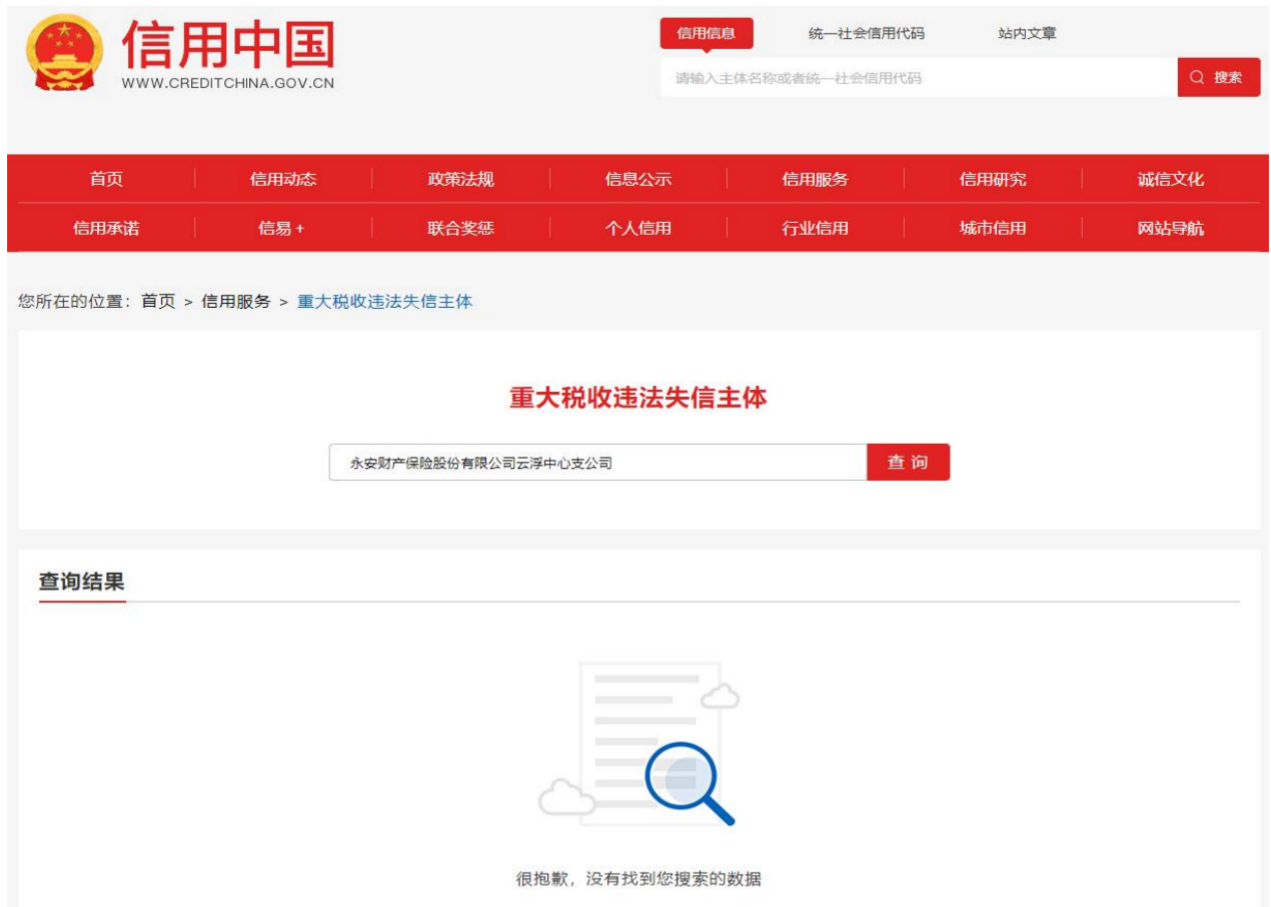 信用中国
WWW.CREDITCHINA.GOV.CN
信用信息 统一社会信用代码 站内文章
请输入主体名称或者统一社会信用代码 搜索
首页 信用动态 政策法规 信息公示 信用服务 信用研究 诚信文化
信用承诺 信易+ 联合奖惩 个人信用 行业信用 城市信用 网站导航
您所在的位置：首页 > 信用服务 > 重大税收违法失信主体
重大税收违法失信主体
永安财产保险股份有限公司云浮中心支公司 查询
查询结果
很抱歉，没有找到您搜索的数据